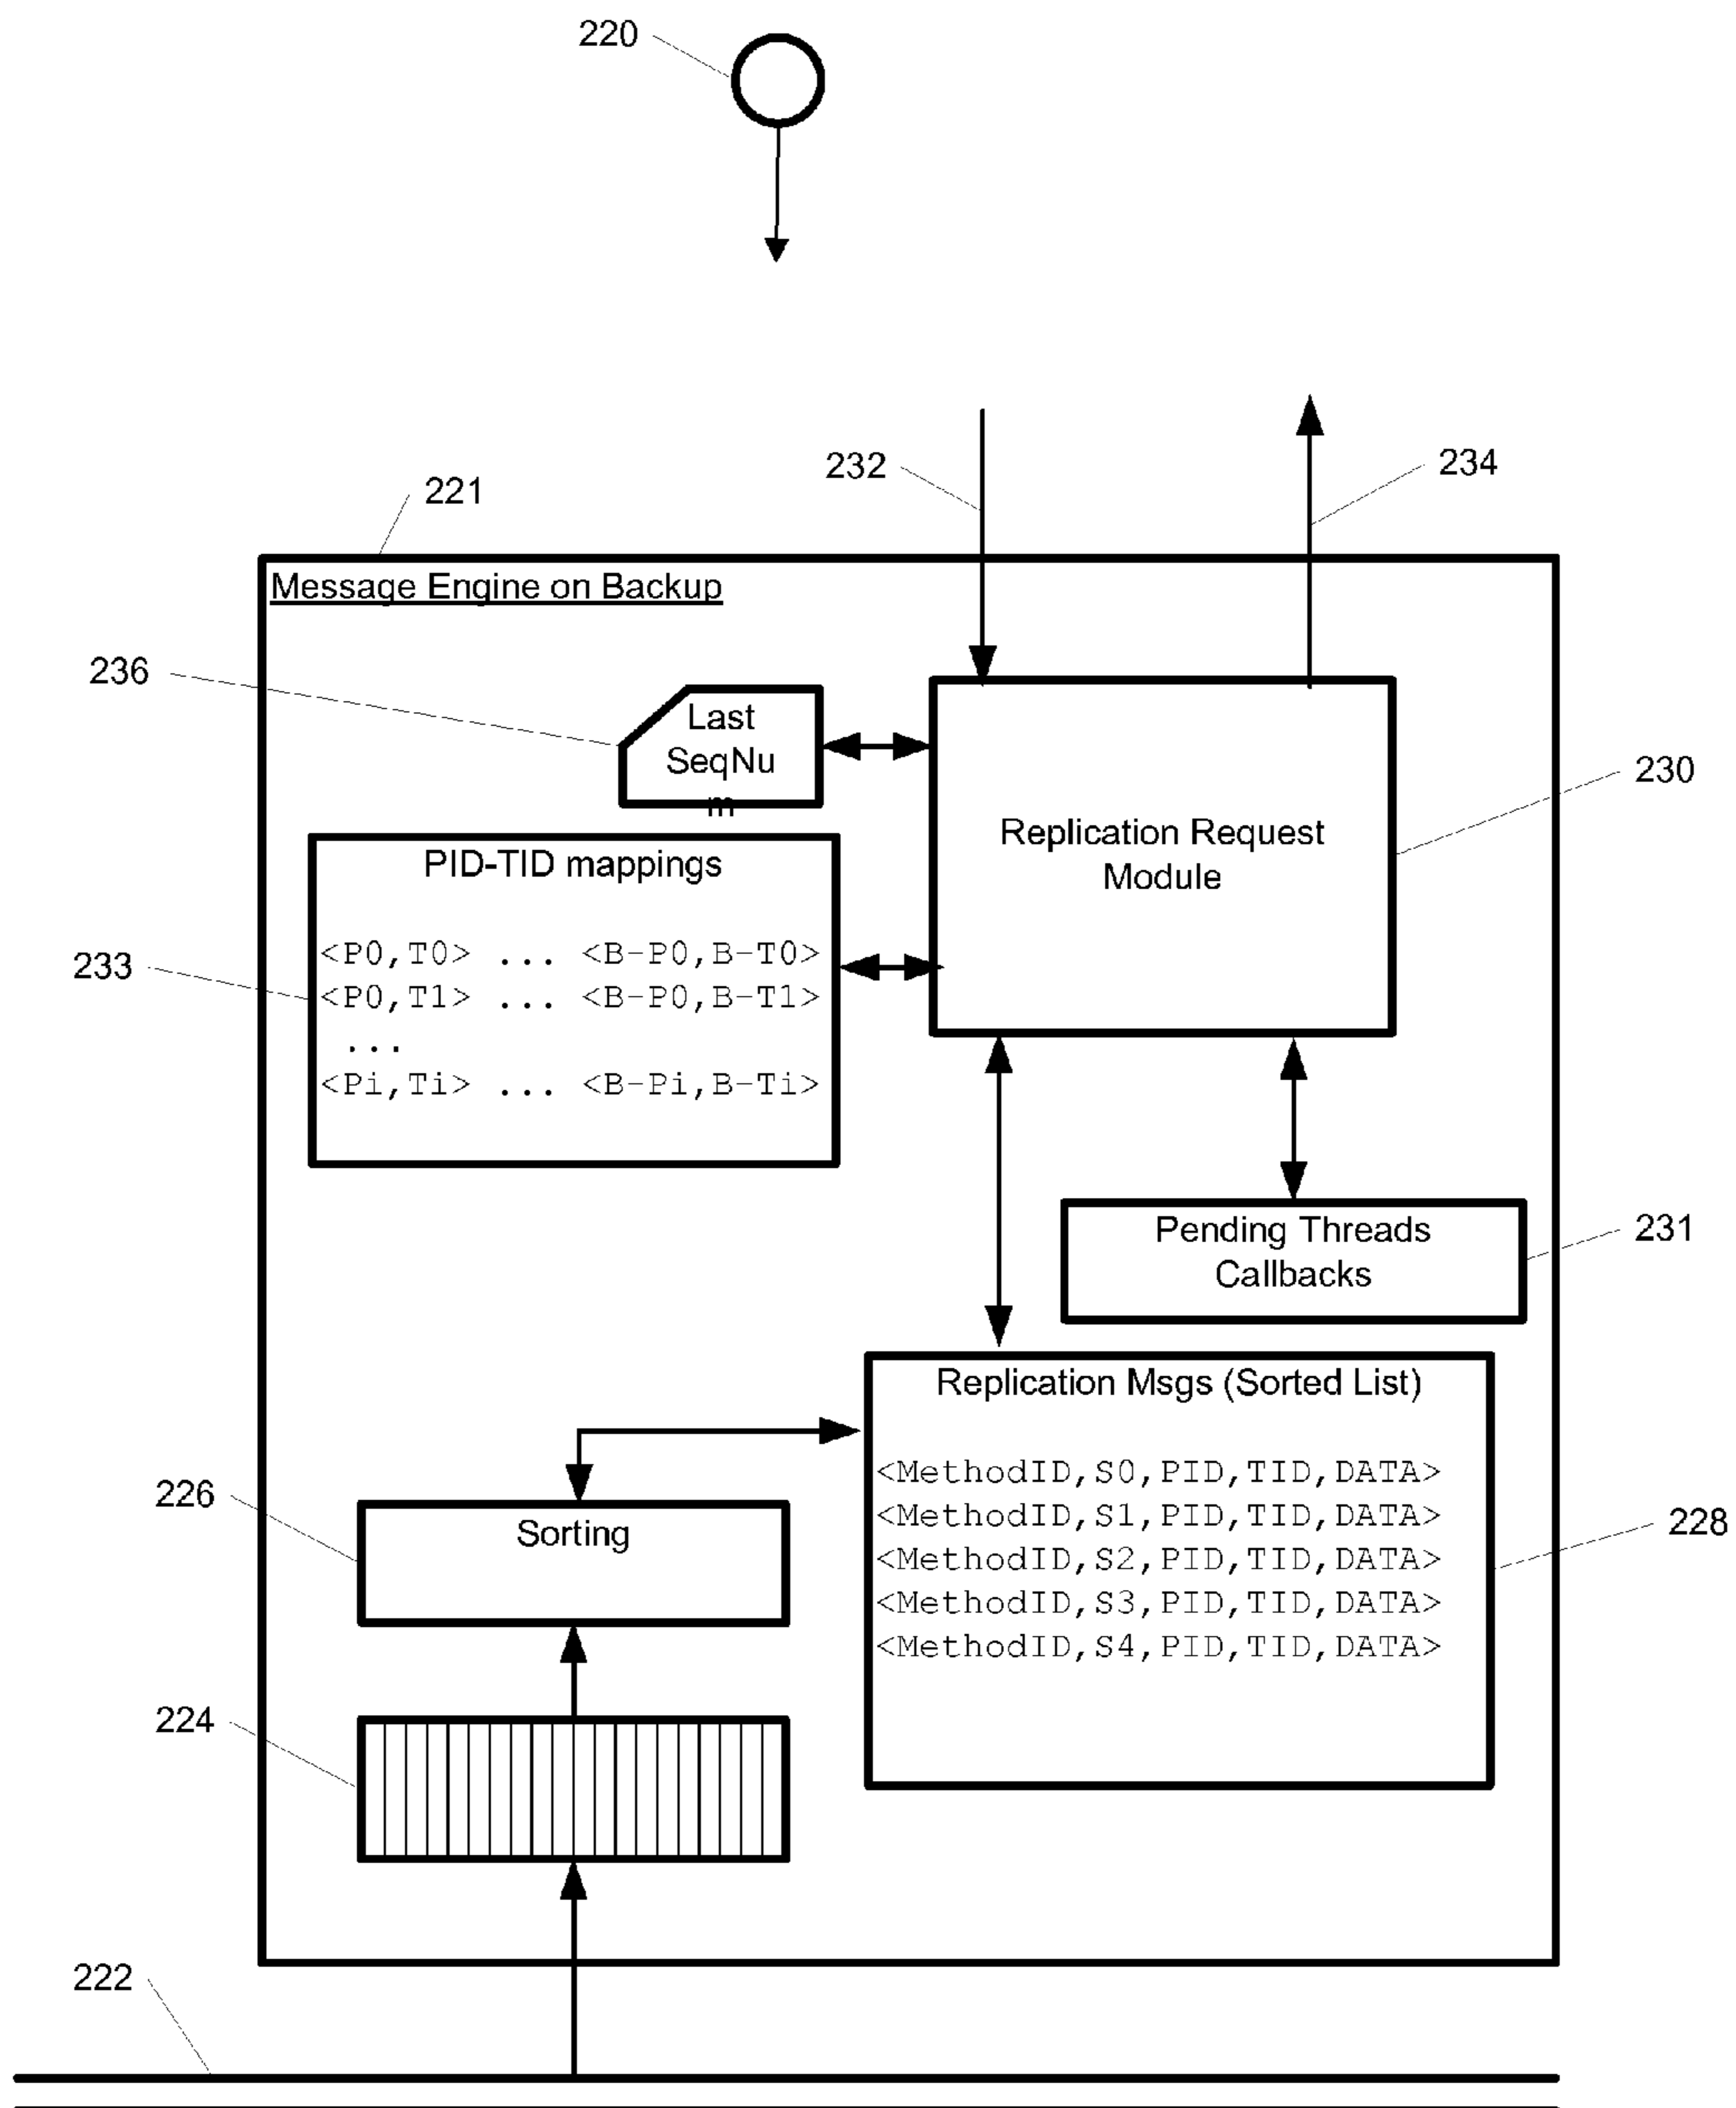 220
232
234
221
Message Engine on Backup
236
Last
SeqNu
m
230
Replication Request
Module
PID-TID mappings
233
<P0,T0> ... <B-P0,B-T0>
<P0,T1> ... <B-P0,B-T1>
...
<Pi,Ti> ... <B-Pi,B-Ti>
Pending Threads
Callbacks
231
Replication Msgs (Sorted List)
<MethodID,S0,PID,TID,DATA>
<MethodID,S1,PID,TID,DATA>
<MethodID,S2,PID,TID,DATA>
<MethodID,S3,PID,TID,DATA>
<MethodID,S4,PID,TID,DATA>
228
226
Sorting
224
222